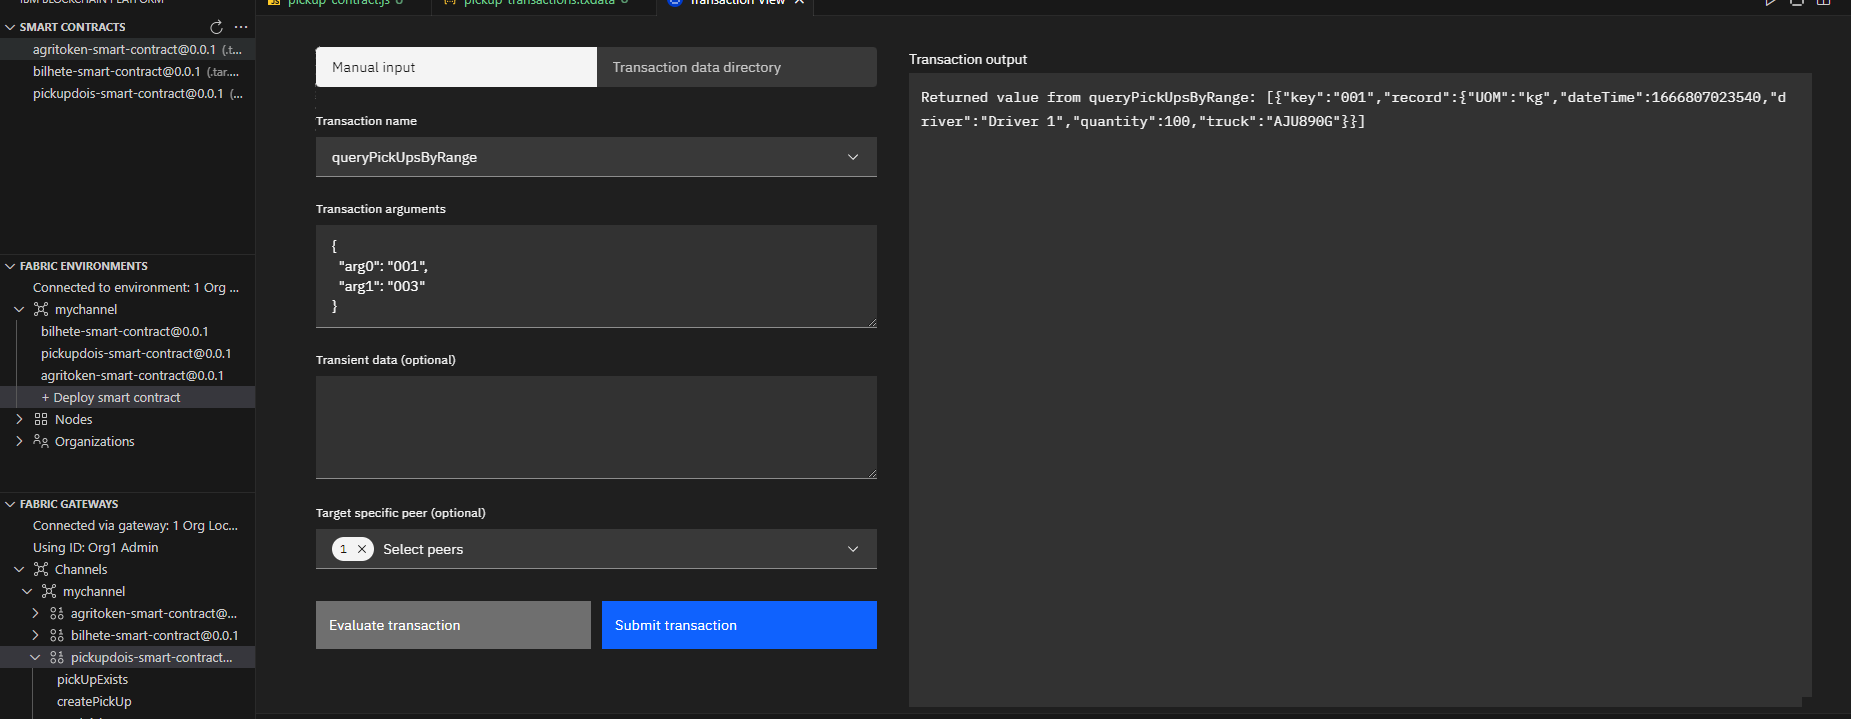 IBM BLOCKCHAIN PLATFORM
SMART CONTRACTS
agritoken-smart-contract@0.0.1 (.t...
bilhete-smart-contract@0.0.1 (.tar....
pickupdois-smart-contract@0.0.1 (...
FABRIC ENVIRONMENTS
Connected to environment: 1 Org ...
mychannel
bilhete-smart-contract@0.0.1
pickupdois-smart-contract@0.0.1
agritoken-smart-contract@0.0.1
+ Deploy smart contract
Nodes
Organizations
FABRIC GATEWAYS
Connected via gateway: 1 Org Loc...
Using ID: Org1 Admin
Channels
mychannel
agritoken-smart-contract@...
bilhete-smart-contract@0.0.1
pickupdois-smart-contract...
pickUpExists
createPickUp
JS pickup-contract.js U
pickup-transactions.txdata U
Transaction View
Manual input
Transaction data directory
Transaction name
queryPickUpsByRange
Transaction arguments
{
"arg0": "001",
"arg1": "003"
}
Transient data (optional)
Target specific peer (optional)
1 Select peers
Evaluate transaction
Submit transaction
Transaction output
Returned value from queryPickUpsByRange: [{"key":"001","record":{"UOM":"kg","dateTime":1666807023540,"d
river":"Driver 1","quantity":100,"truck":"AJU890G"}}]